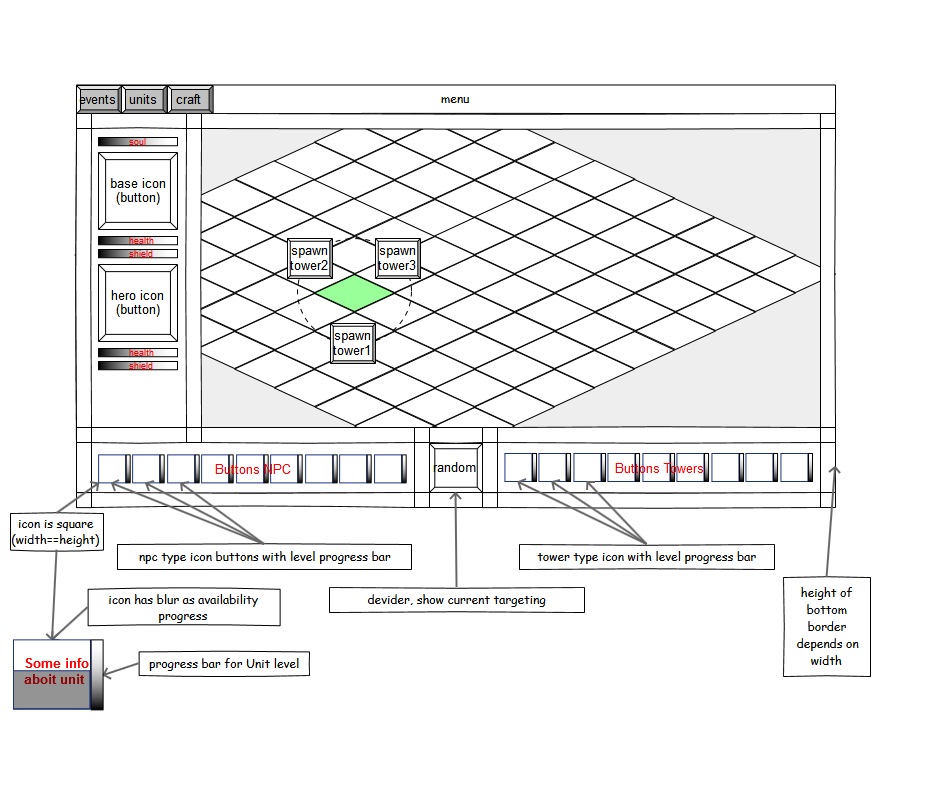 events units craft
menu
soul
base icon
(button)
health
shield
hero icon
(button)
health
shield
spawn
tower2
spawn
tower3
spawn
tower1
Buttons NPC
random
Buttons Towers
icon is square
(width==height)
npc type icon buttons with level progress bar
tower type icon with level progress bar
icon has blur as availability
progress
devider, show current targeting
height of
bottom
border
depends on
width
Some info
aboit unit
progress bar for Unit level